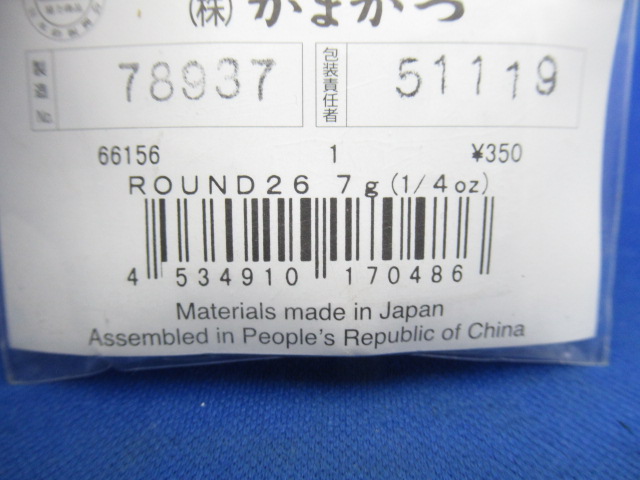 (株)がまかつ
製造No 78937 包装責任者 51119
66156 1 ¥350
ROUND26 7g(1/4oz)
4 534910 170486
Materials made in Japan
Assembled in People's Republic of China